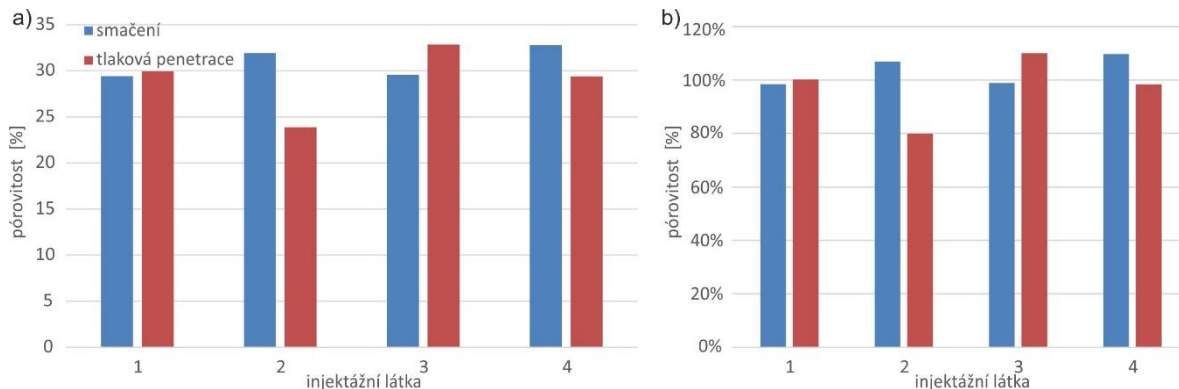 a)
smačení
tlaková penetrace
pórovitost [%]
35
30
25
20
15
10
5
0
1 2 3 4
injektážní látka
b)
pórovitost [%]
120%
100%
80%
60%
40%
20%
0%
1 2 3 4
injektážní látka